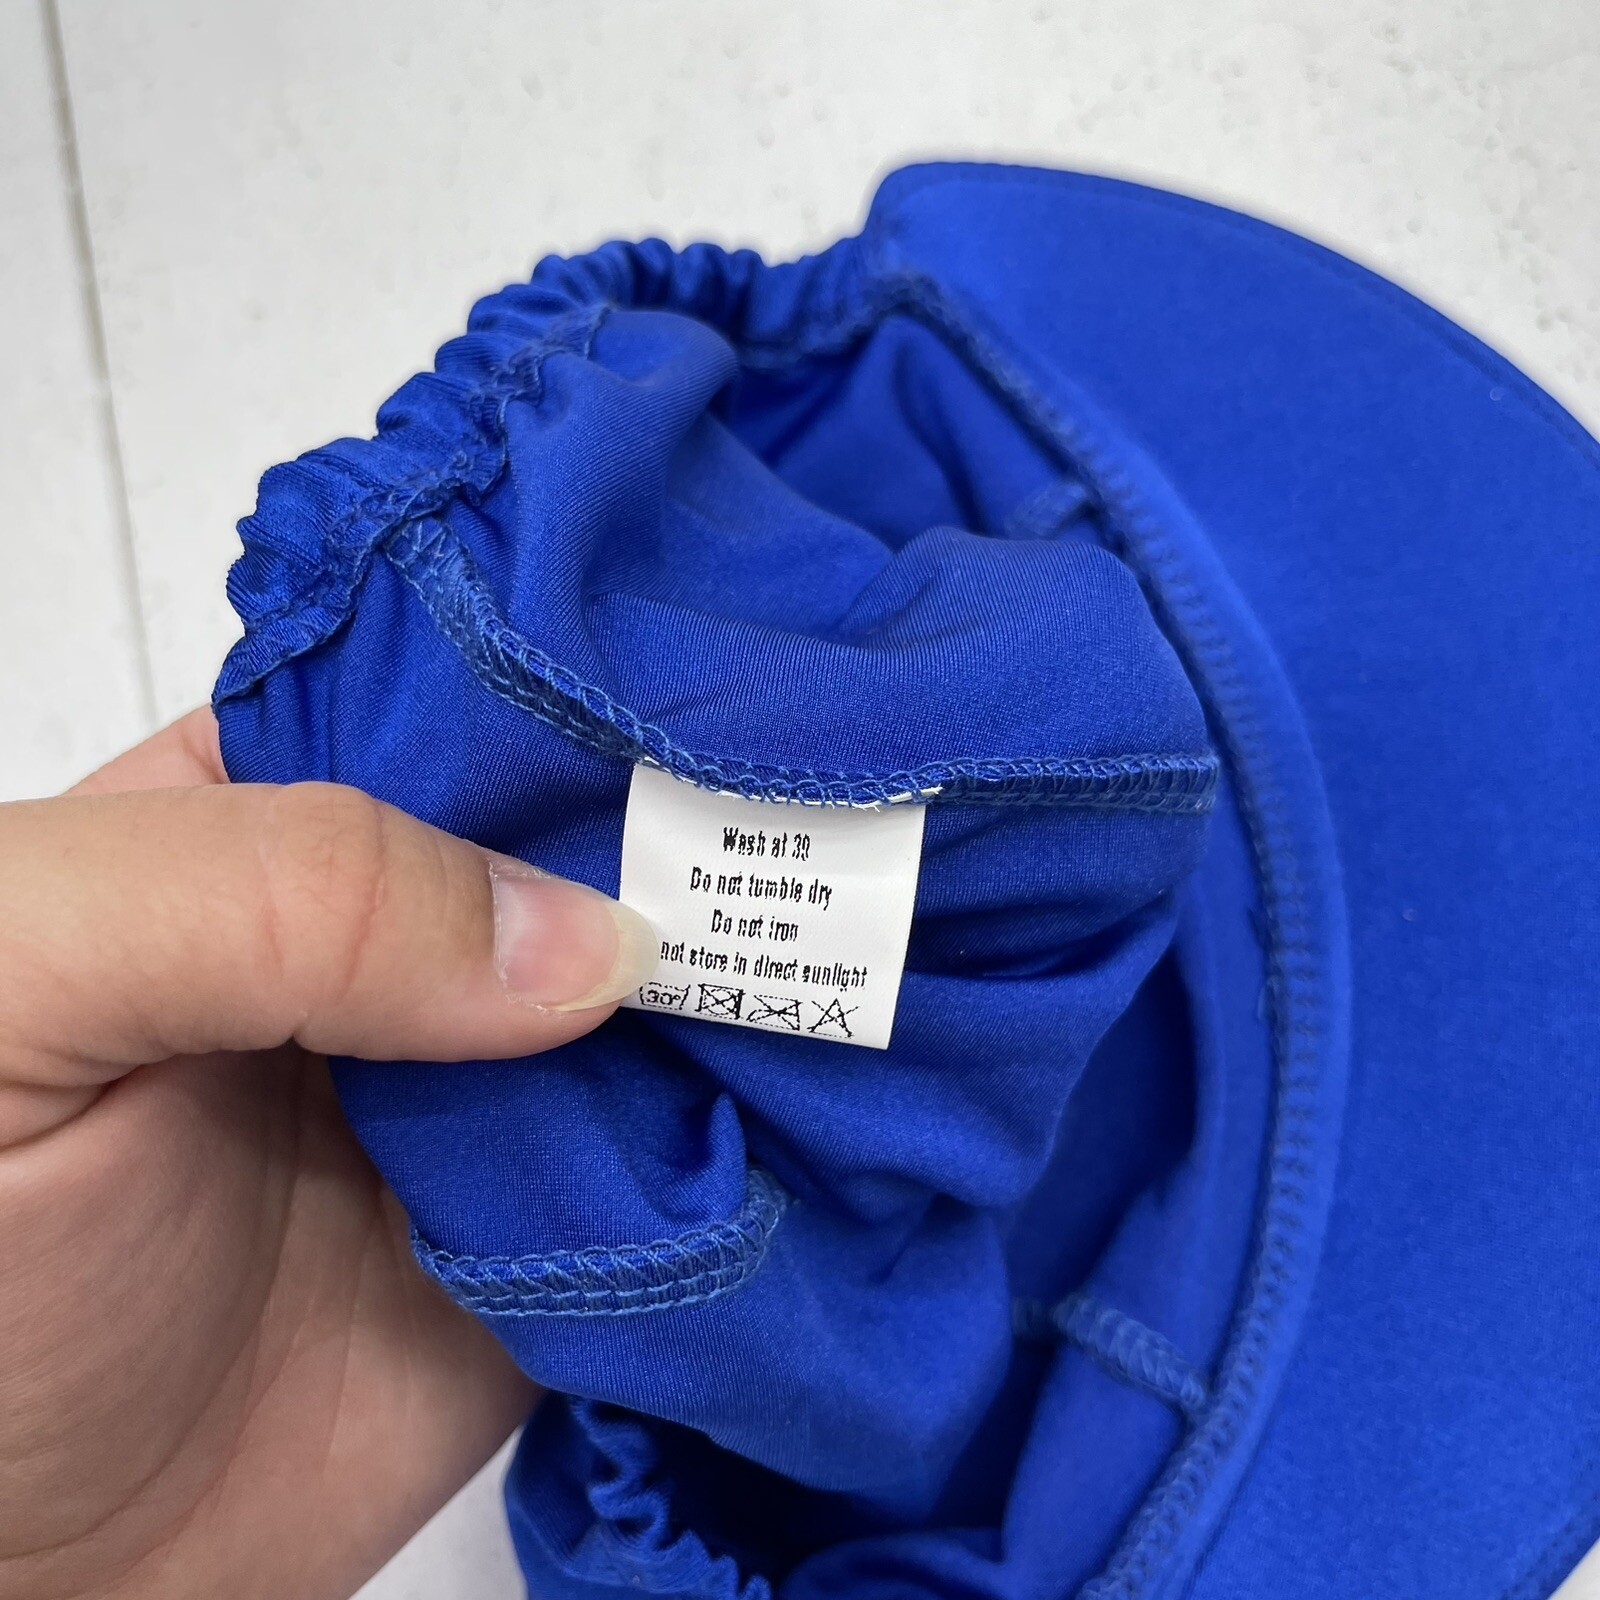 Wash at 30
Do not tumble dry
Do not iron
not store in direct sunlight
30°